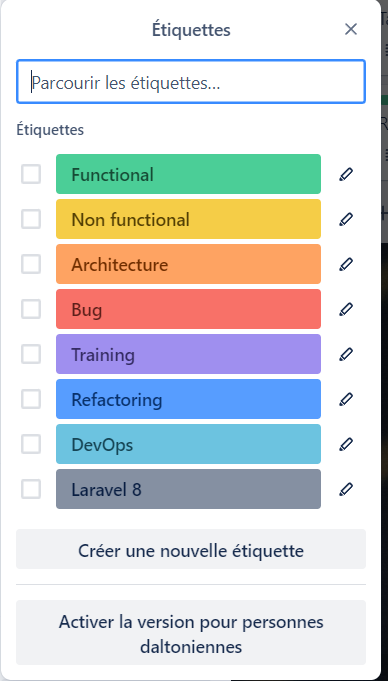 Étiquettes
Parcourir les étiquettes…
Étiquettes
Functional
Non functional
Architecture
Bug
Training
Refactoring
DevOps
Laravel 8
Créer une nouvelle étiquette
Activer la version pour personnes
daltoniennes